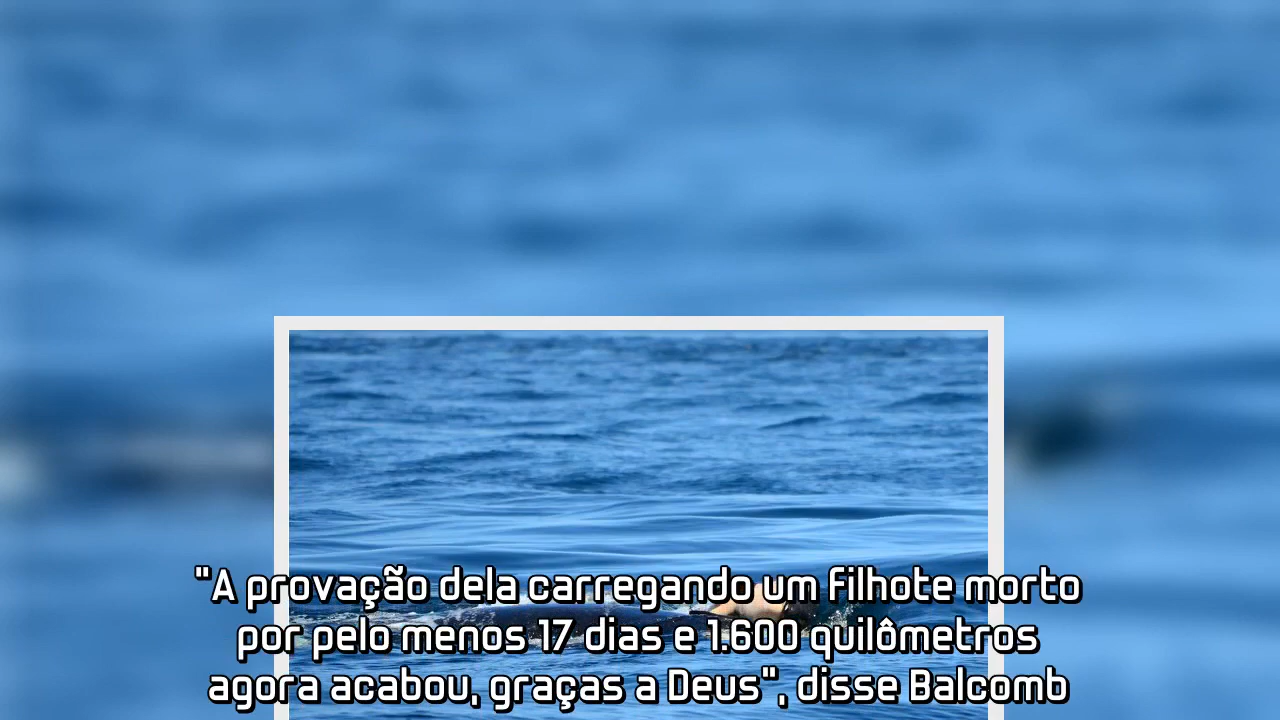 "A provação dela carregando um filhote morto
por pelo menos 17 dias e 1.600 quilômetros
agora acabou, graças a Deus", disse Balcomb